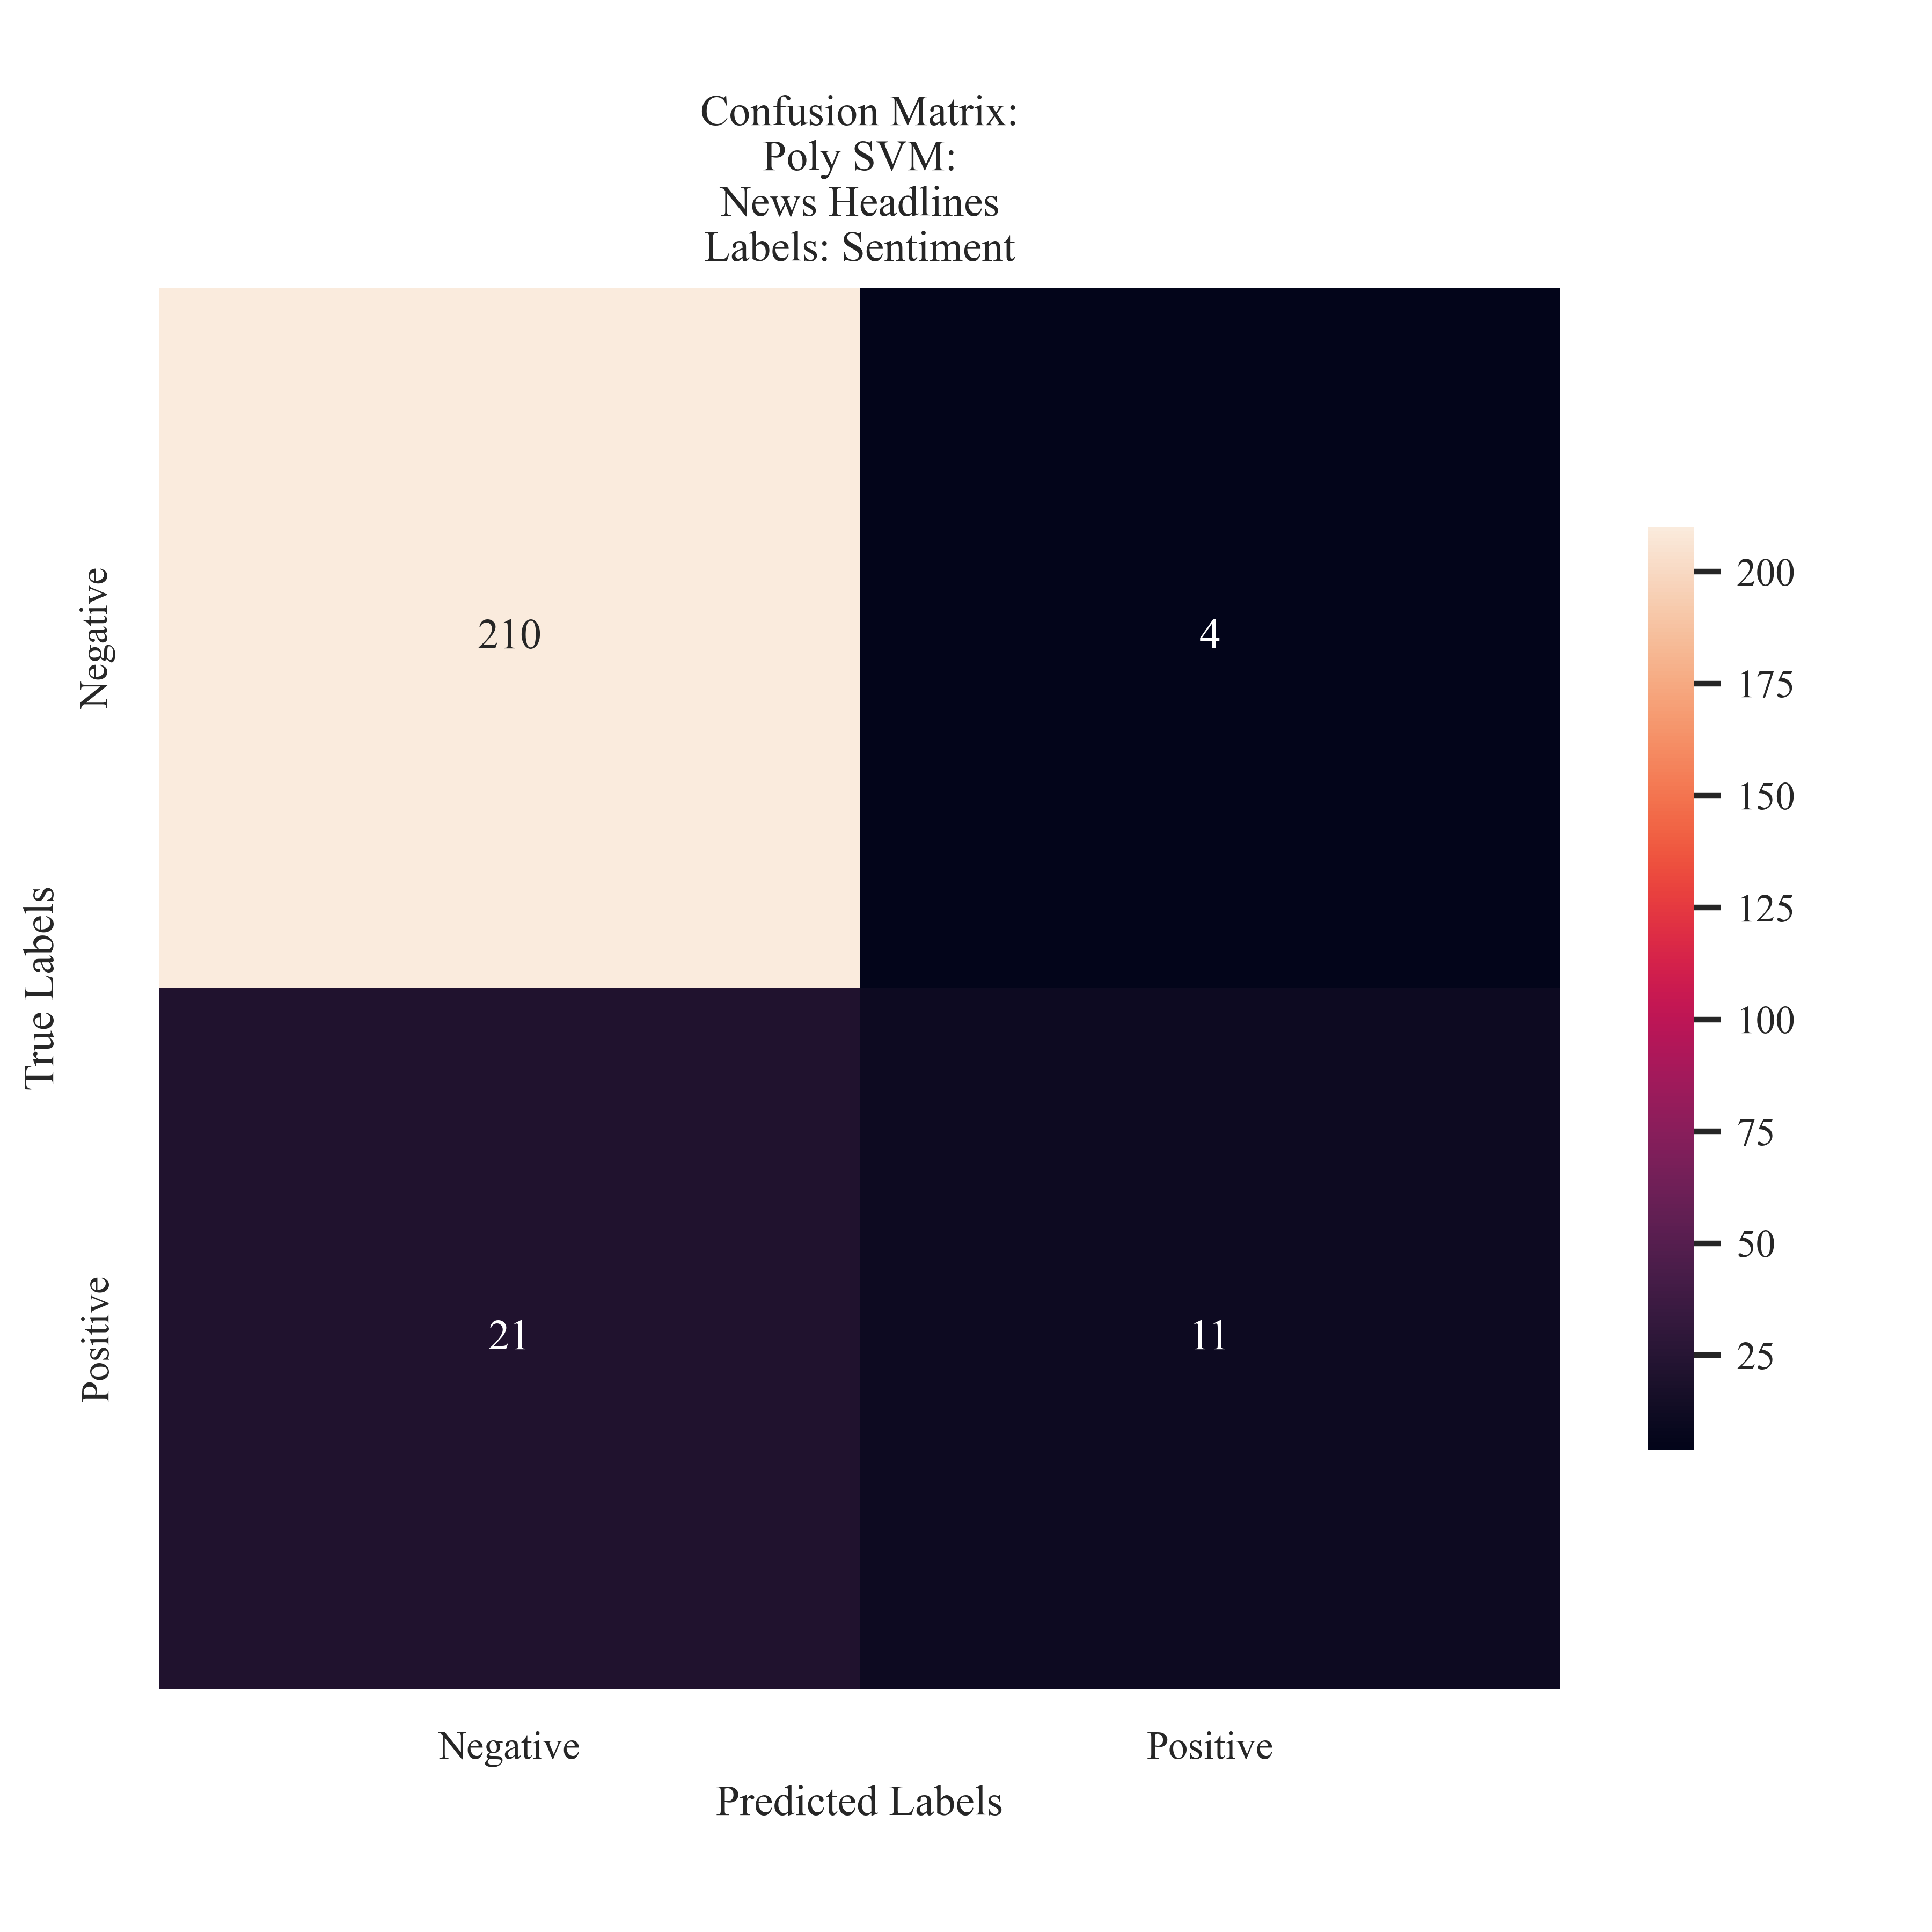 Confusion Matrix:
Poly SVM:
News Headlines
Labels: Sentiment
True Labels
Negative
Positive
210
4
21
11
Negative
Positive
Predicted Labels
200
175
150
125
100
75
50
25